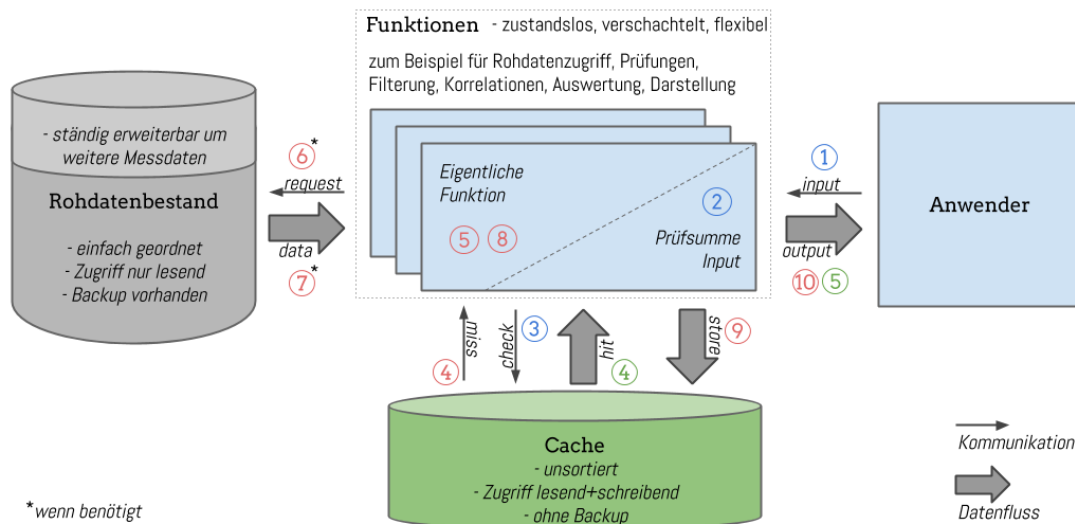 Funktionen - zustandslos, verschachtelt, flexibel
zum Beispiel für Rohdatenzugriff, Prüfungen,
Filterung, Korrelationen, Auswertung, Darstellung
- ständig erweiterbar um
weitere Messdaten
Rohdatenbestand
- einfach geordnet
- Zugriff nur lesend
- Backup vorhanden
6*
request
data
7*
Eigentliche
Funktion
5 8
2
Prüfsumme
Input
1
input
output
10 5
Anwender
miss
4
check
3
hit
4
store
9
Cache
- unsortiert
- Zugriff lesend+schreibend
- ohne Backup
Kommunikation
Datenfluss
*wenn benötigt